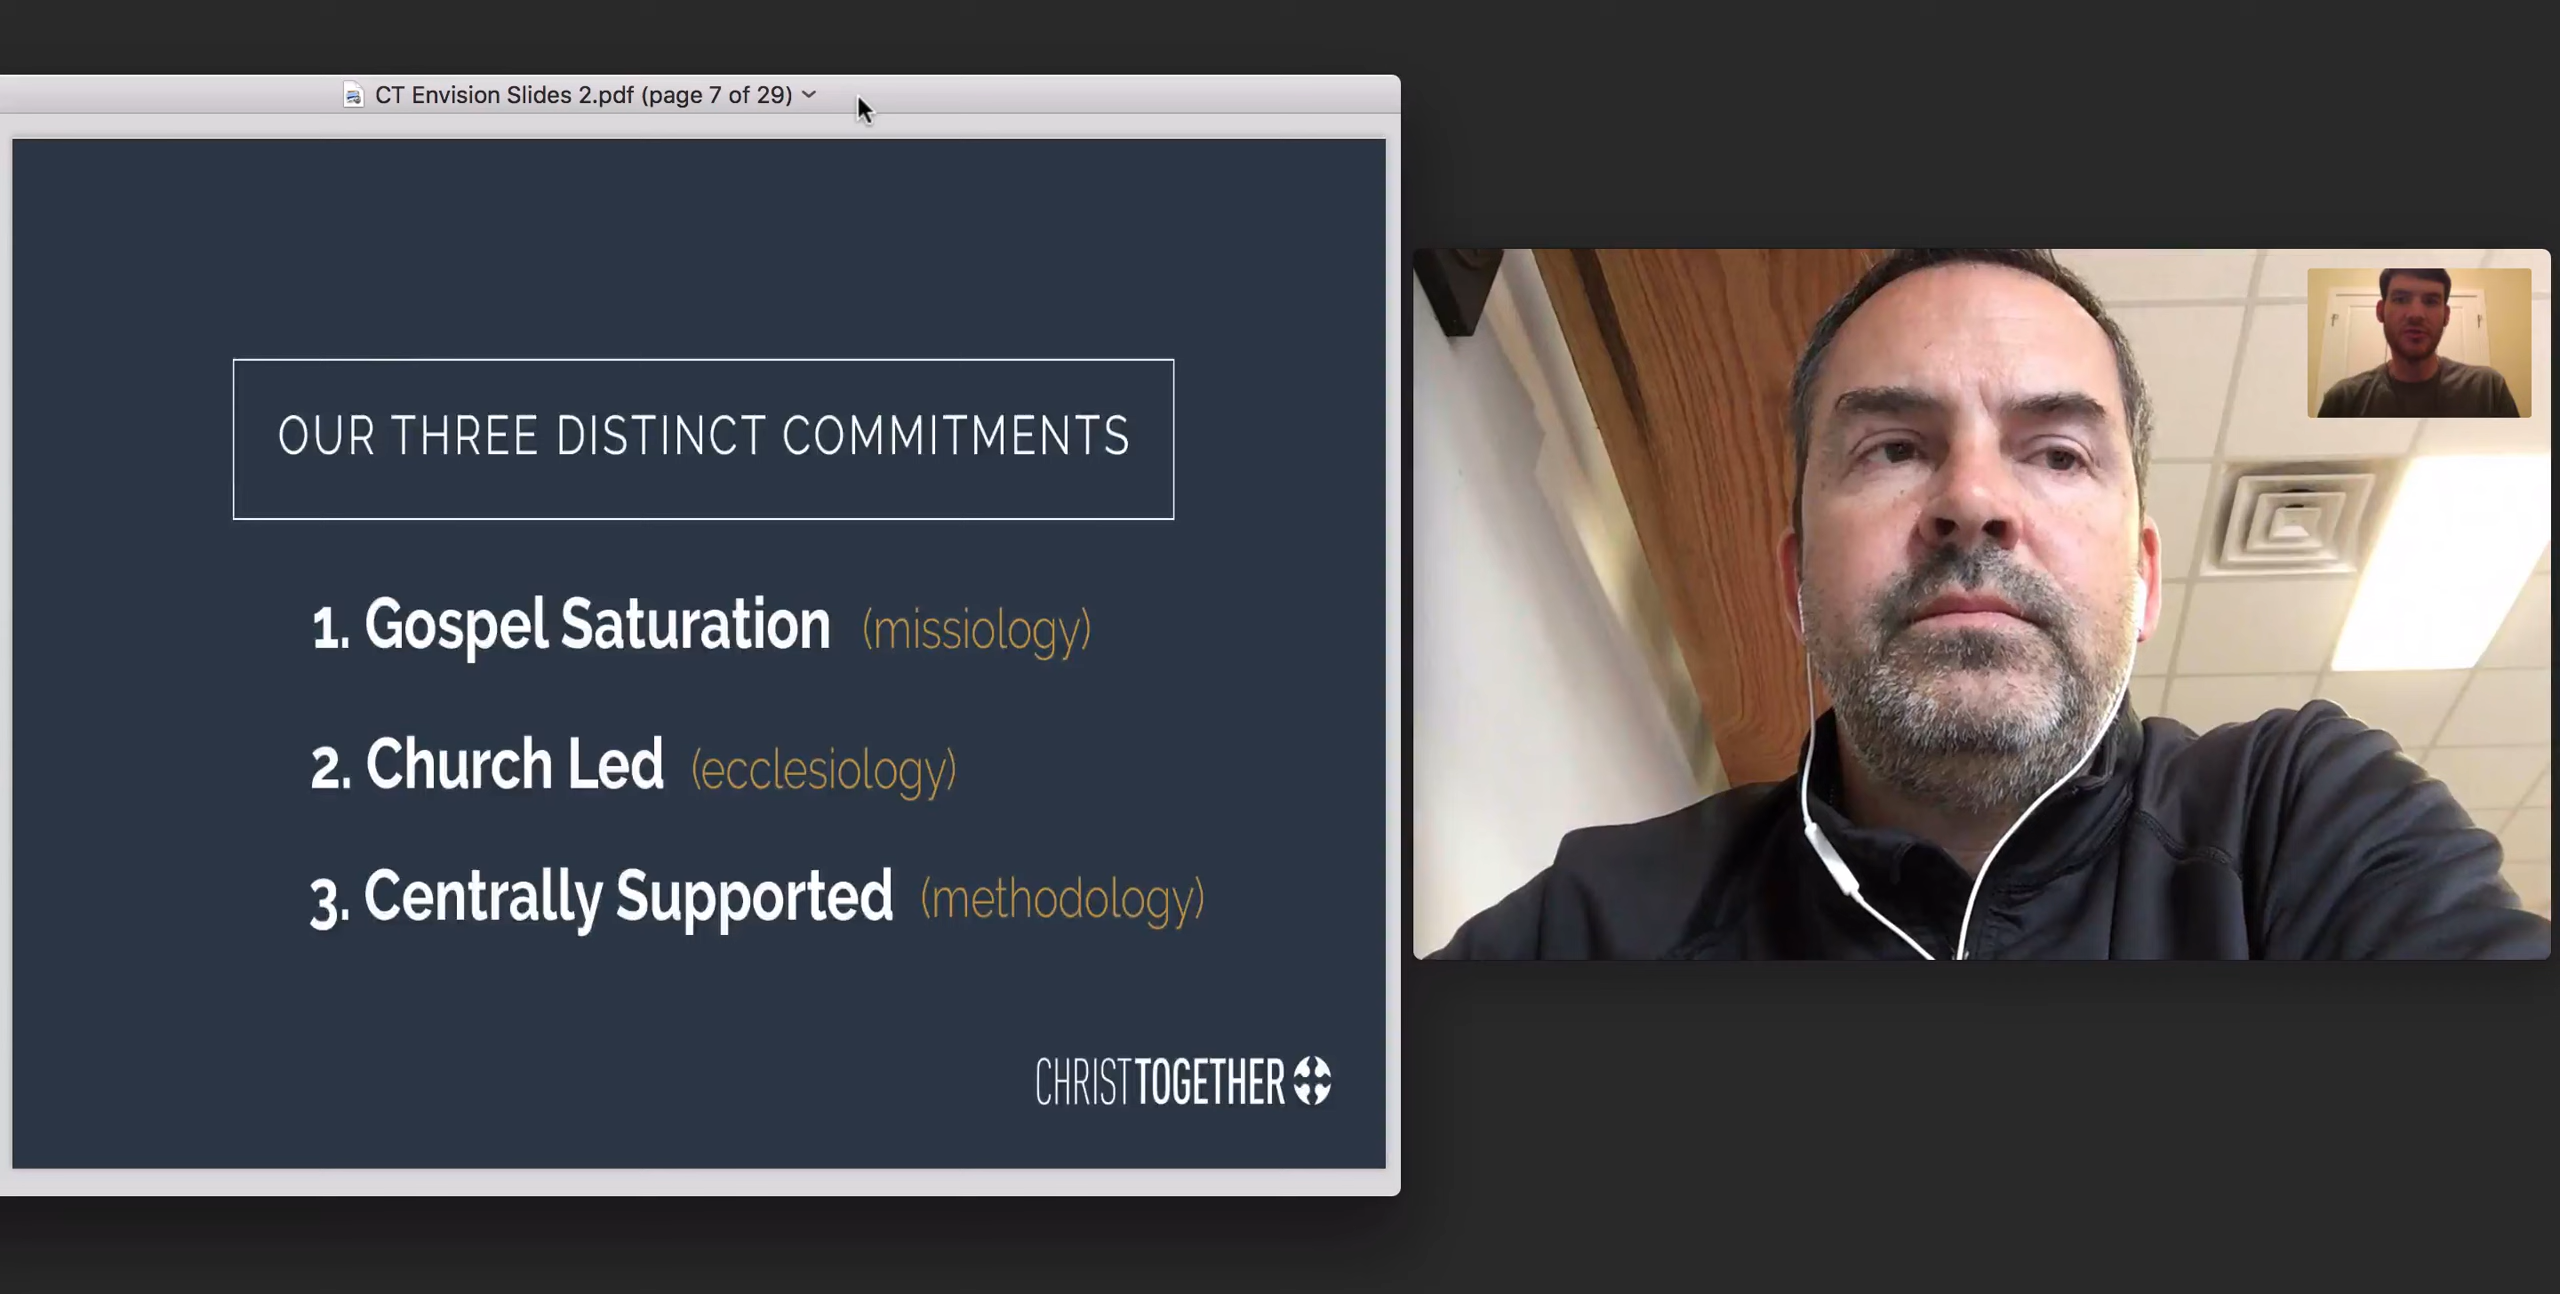 CT Envision Slides 2.pdf (page 7 of 29)
OUR THREE DISTINCT COMMITMENTS
1. Gospel Saturation (missiology)
2. Church Led (ecclesiology)
3. Centrally Supported (methodology)
CHRISTTOGETHER